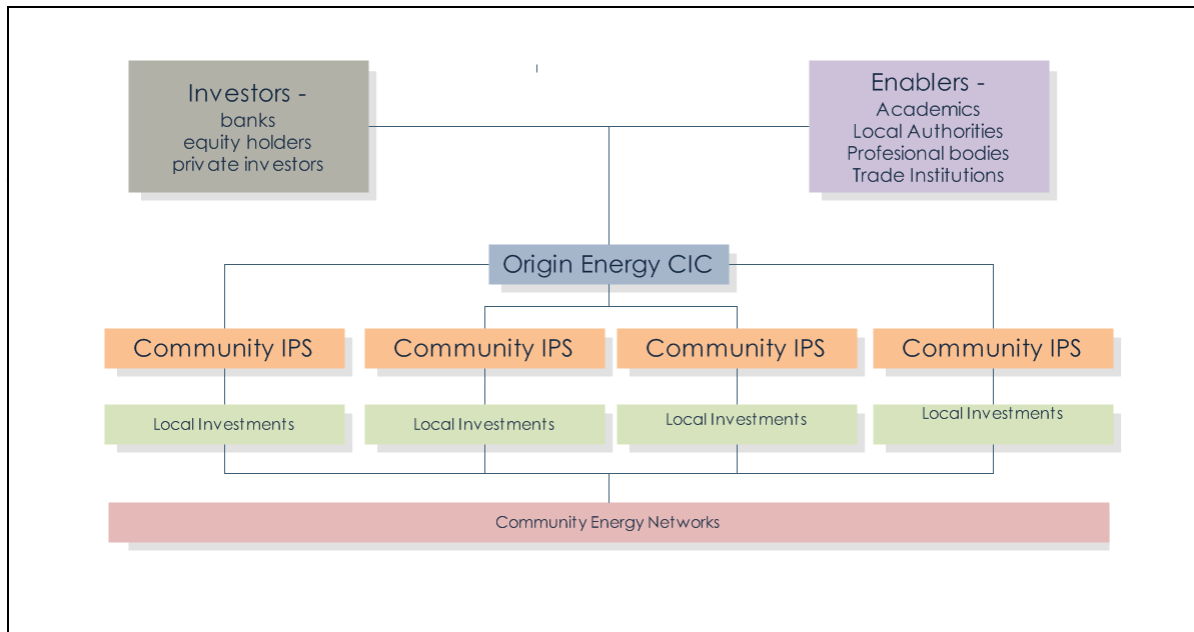 Investors -
banks
equity holders
private investors
Enablers -
Academics
Local Authorities
Profesional bodies
Trade Institutions
Origin Energy CIC
Community IPS
Community IPS
Community IPS
Community IPS
Local Investments
Local Investments
Local Investments
Local Investments
Community Energy Networks